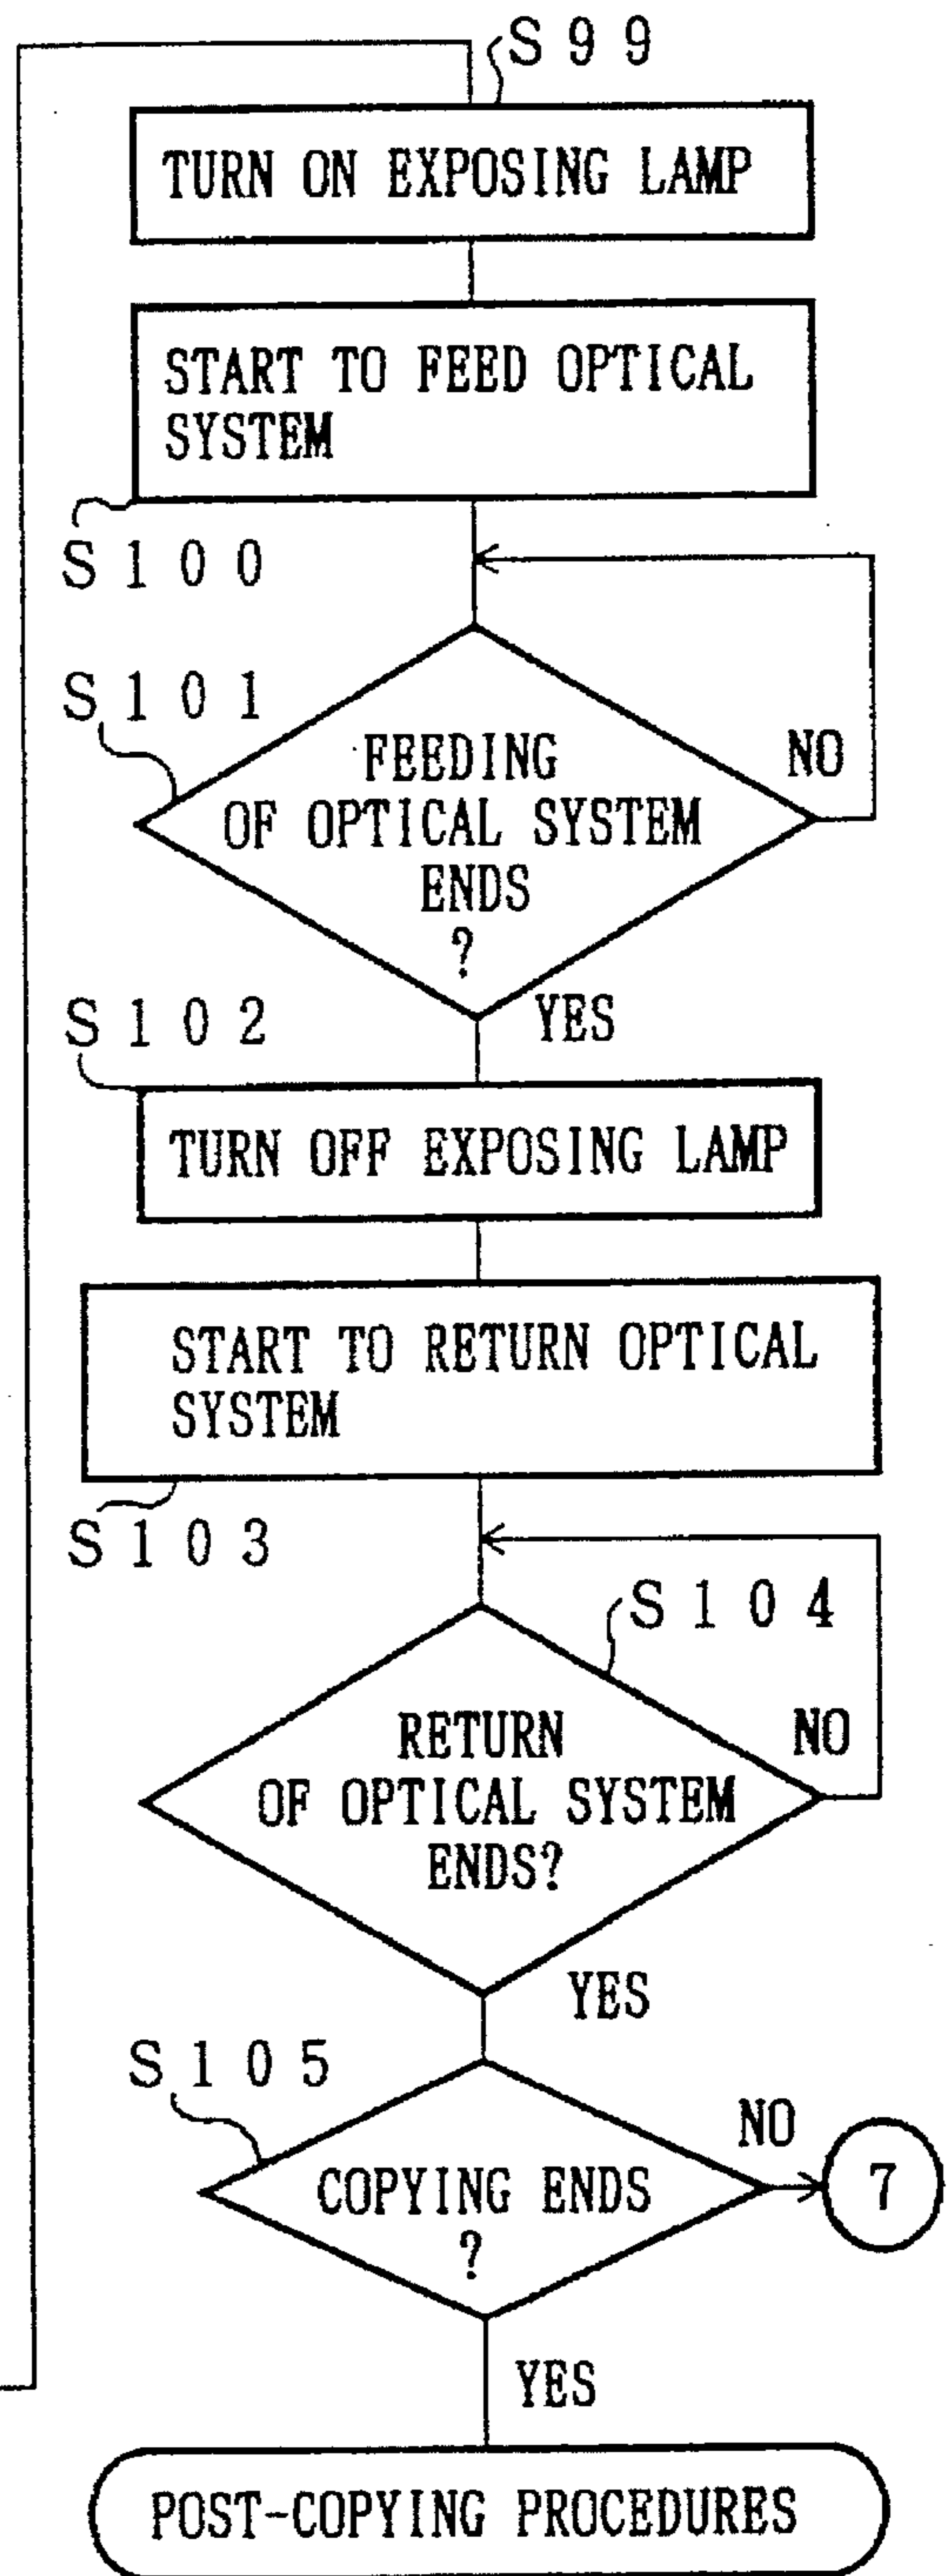 S99
TURN ON EXPOSING LAMP
START TO FEED OPTICAL
SYSTEM
S100
S101
FEEDING
OF OPTICAL SYSTEM
ENDS
?
NO
YES
S102
TURN OFF EXPOSING LAMP
START TO RETURN OPTICAL
SYSTEM
S103
S104
RETURN
OF OPTICAL SYSTEM
ENDS?
NO
YES
S105
COPYING ENDS
?
NO
7
YES
POST-COPYING PROCEDURES